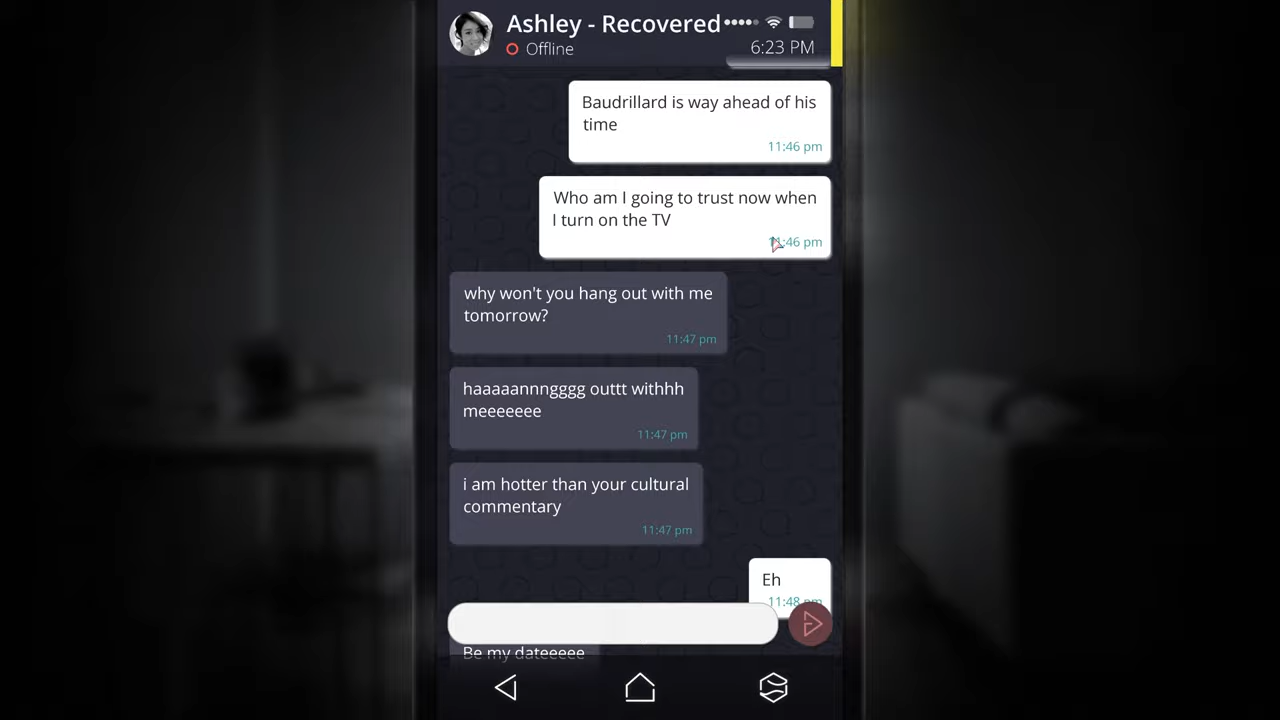 Ashley - Recovered
Offline
6:23 PM
Baudrillard is way ahead of his
time
11:46 pm
Who am I going to trust now when
I turn on the TV
11:46 pm
why won't you hang out with me
tomorrow?
11:47 pm
haaaaannngggg outtt withhh
meeeeeee
11:47 pm
i am hotter than your cultural
commentary
11:47 pm
Eh
11:48 pm
Be my dateeeee